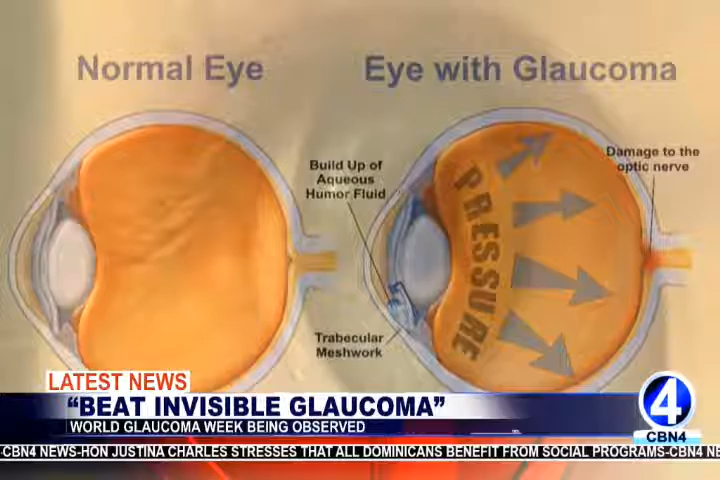 Normal Eye
Eye with Glaucoma
Build Up of
Aqueous
Humor Fluid
Damage to the
optic nerve
PRESSURE
Trabecular
Meshwork
LATEST NEWS
“BEAT INVISIBLE GLAUCOMA”
WORLD GLAUCOMA WEEK BEING OBSERVED
4
CBN4
CBN4 NEWS-HON JUSTINA CHARLES STRESSES THAT ALL DOMINICANS BENEFIT FROM SOCIAL PROGRAMS-CBN4 NE